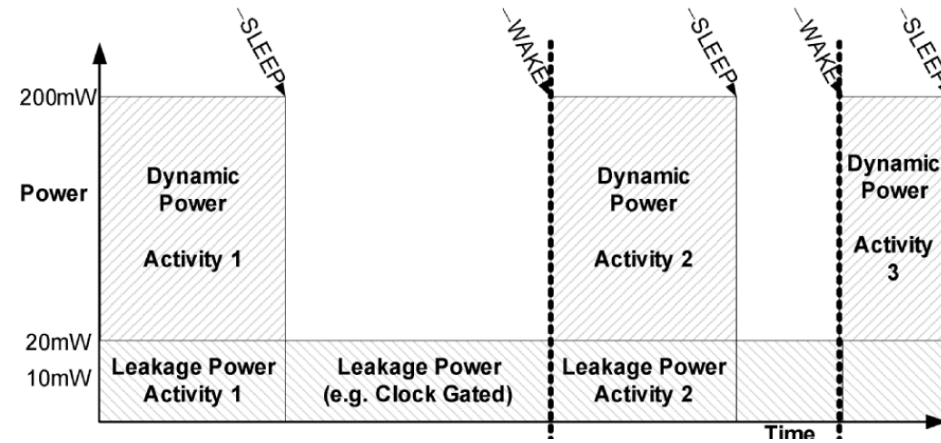 –SLEEP
–WAKE
–SLEEP
–WAKE
–SLEEP
200mW
Power
20mW
10mW
Dynamic
Power
Activity 1
Dynamic
Power
Activity 2
Dynamic
Power
Activity
3
Leakage Power
Activity 1
Leakage Power
(e.g. Clock Gated)
Leakage Power
Activity 2
Time